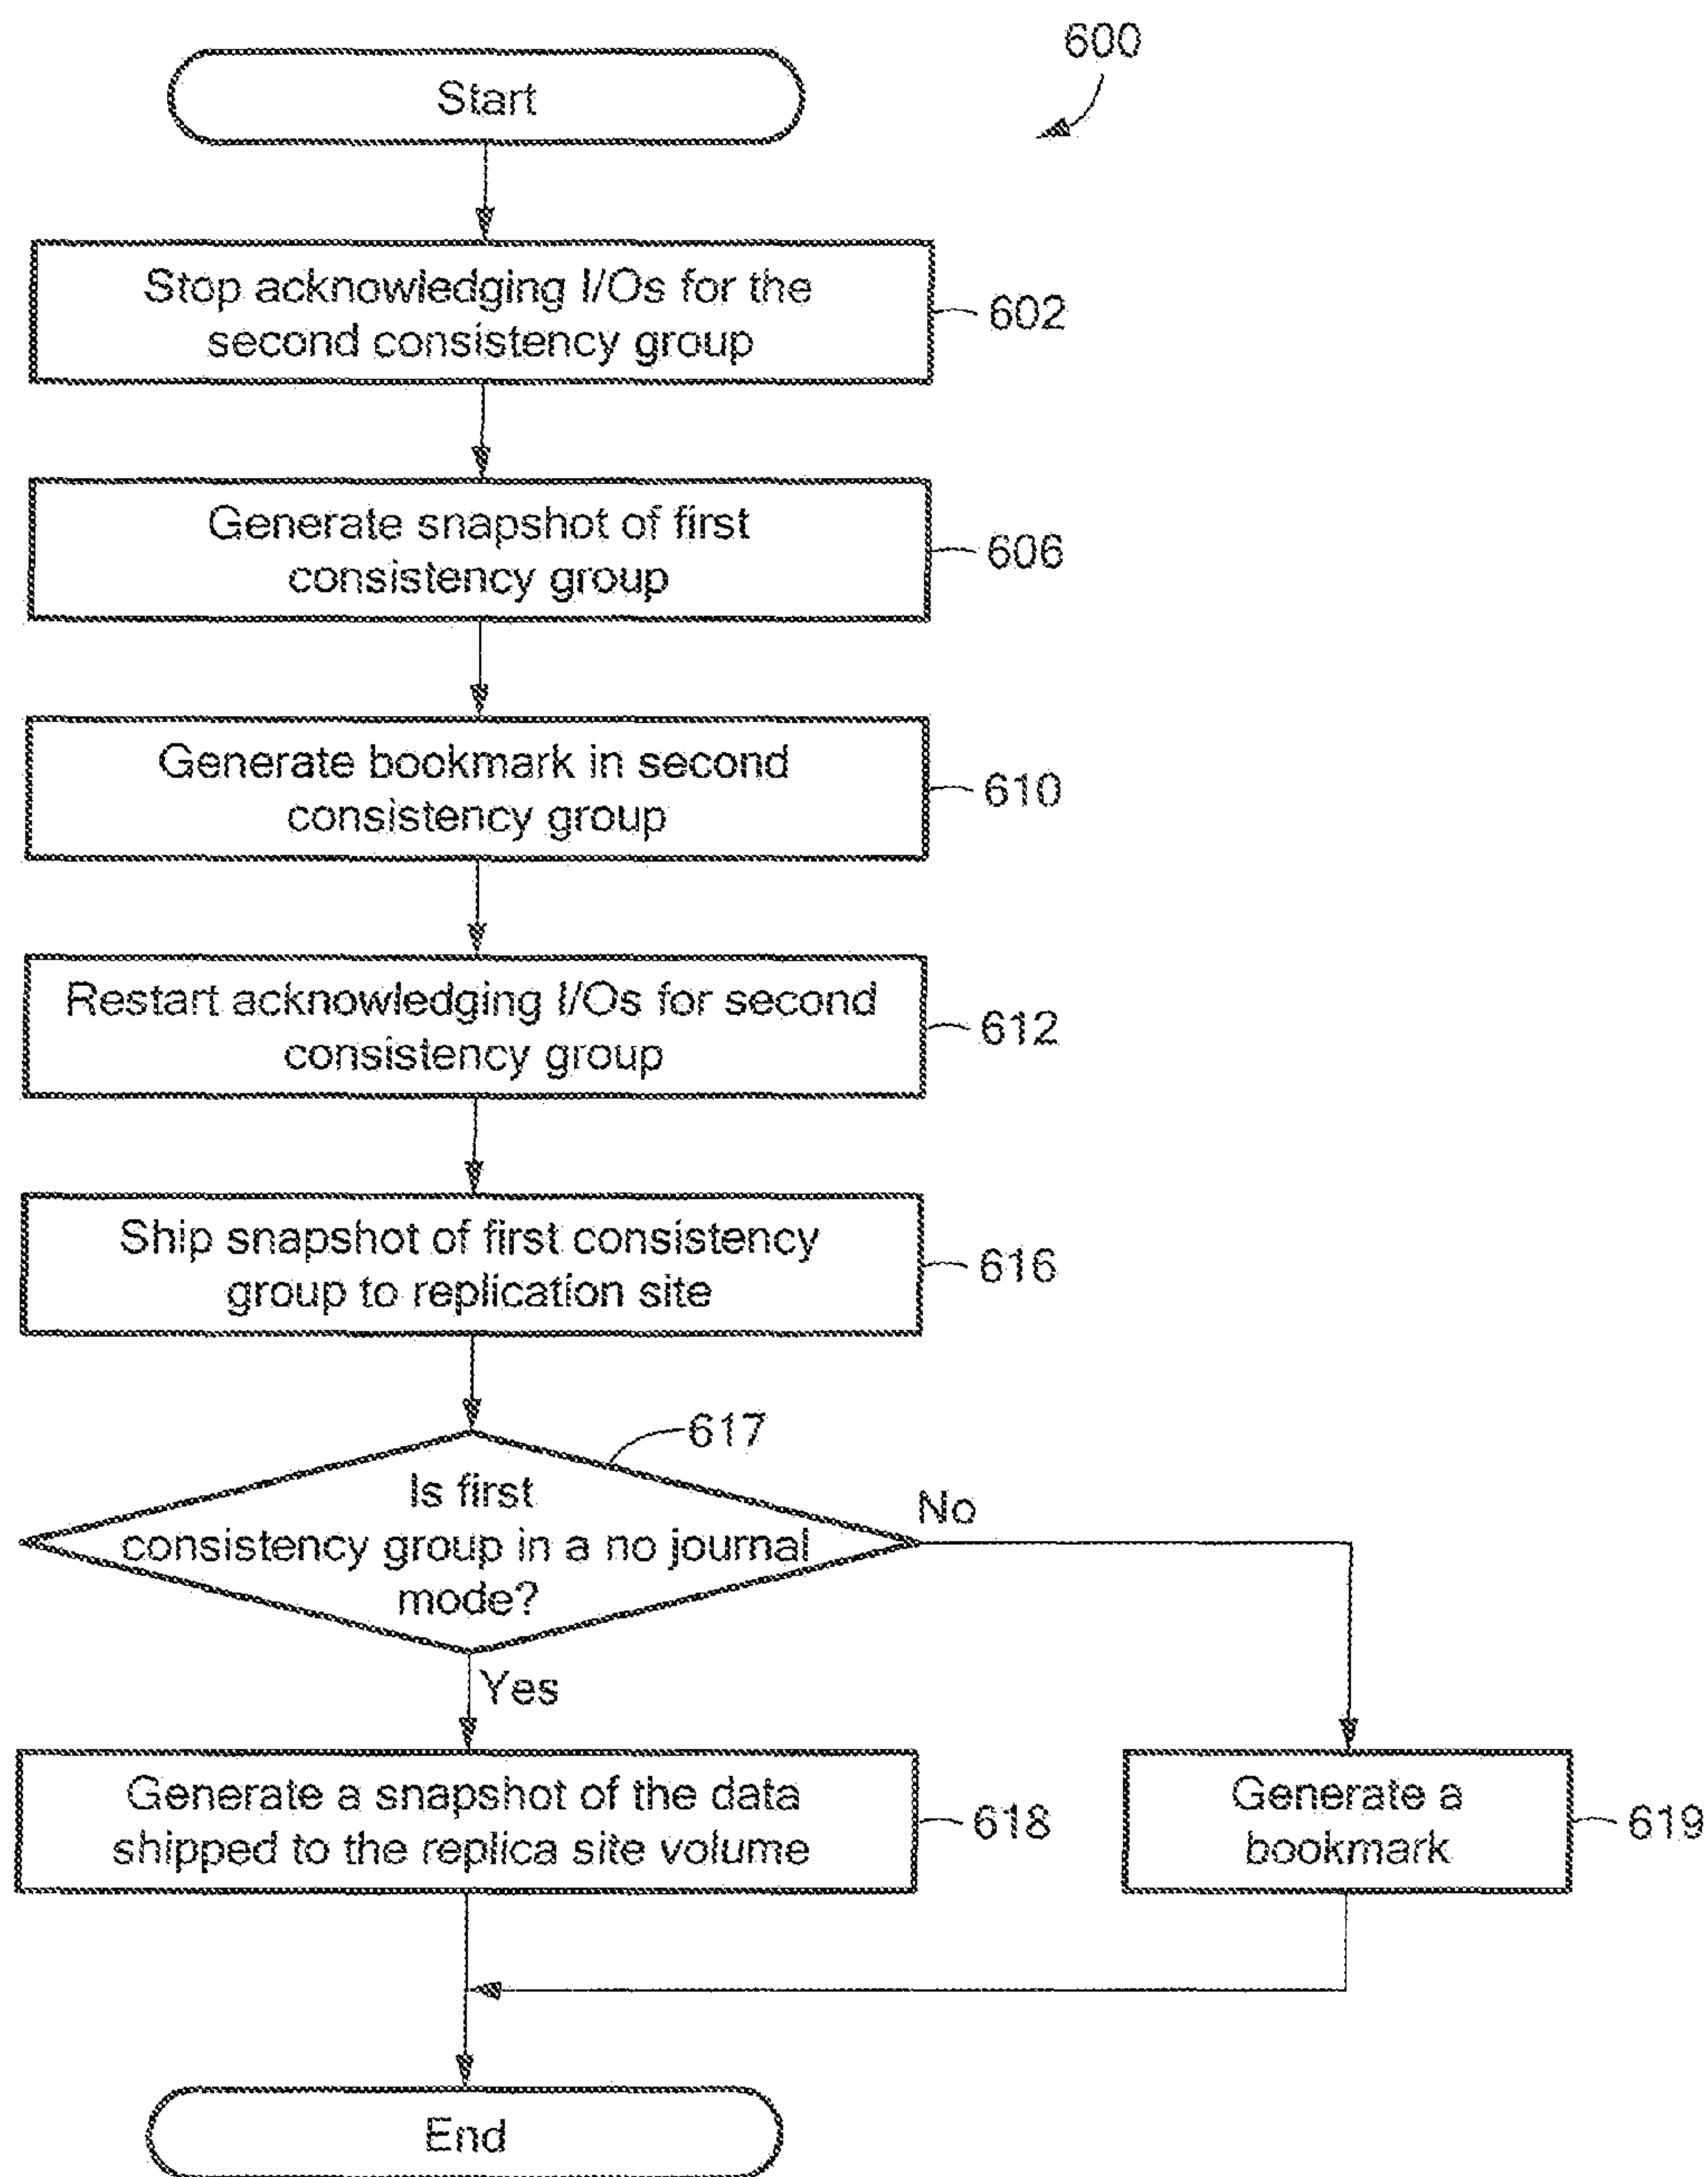 600
Start
Stop acknowledging I/Os for the
second consistency group
602
Generate snapshot of first
consistency group
606
Generate bookmark in second
consistency group
610
Restart acknowledging I/Os for second
consistency group
612
Ship snapshot of first consistency
group to replication site
616
617
Is first
consistency group in a no journal
mode?
No
Yes
Generate a snapshot of the data
shipped to the replica site volume
618
Generate a
bookmark
619
End